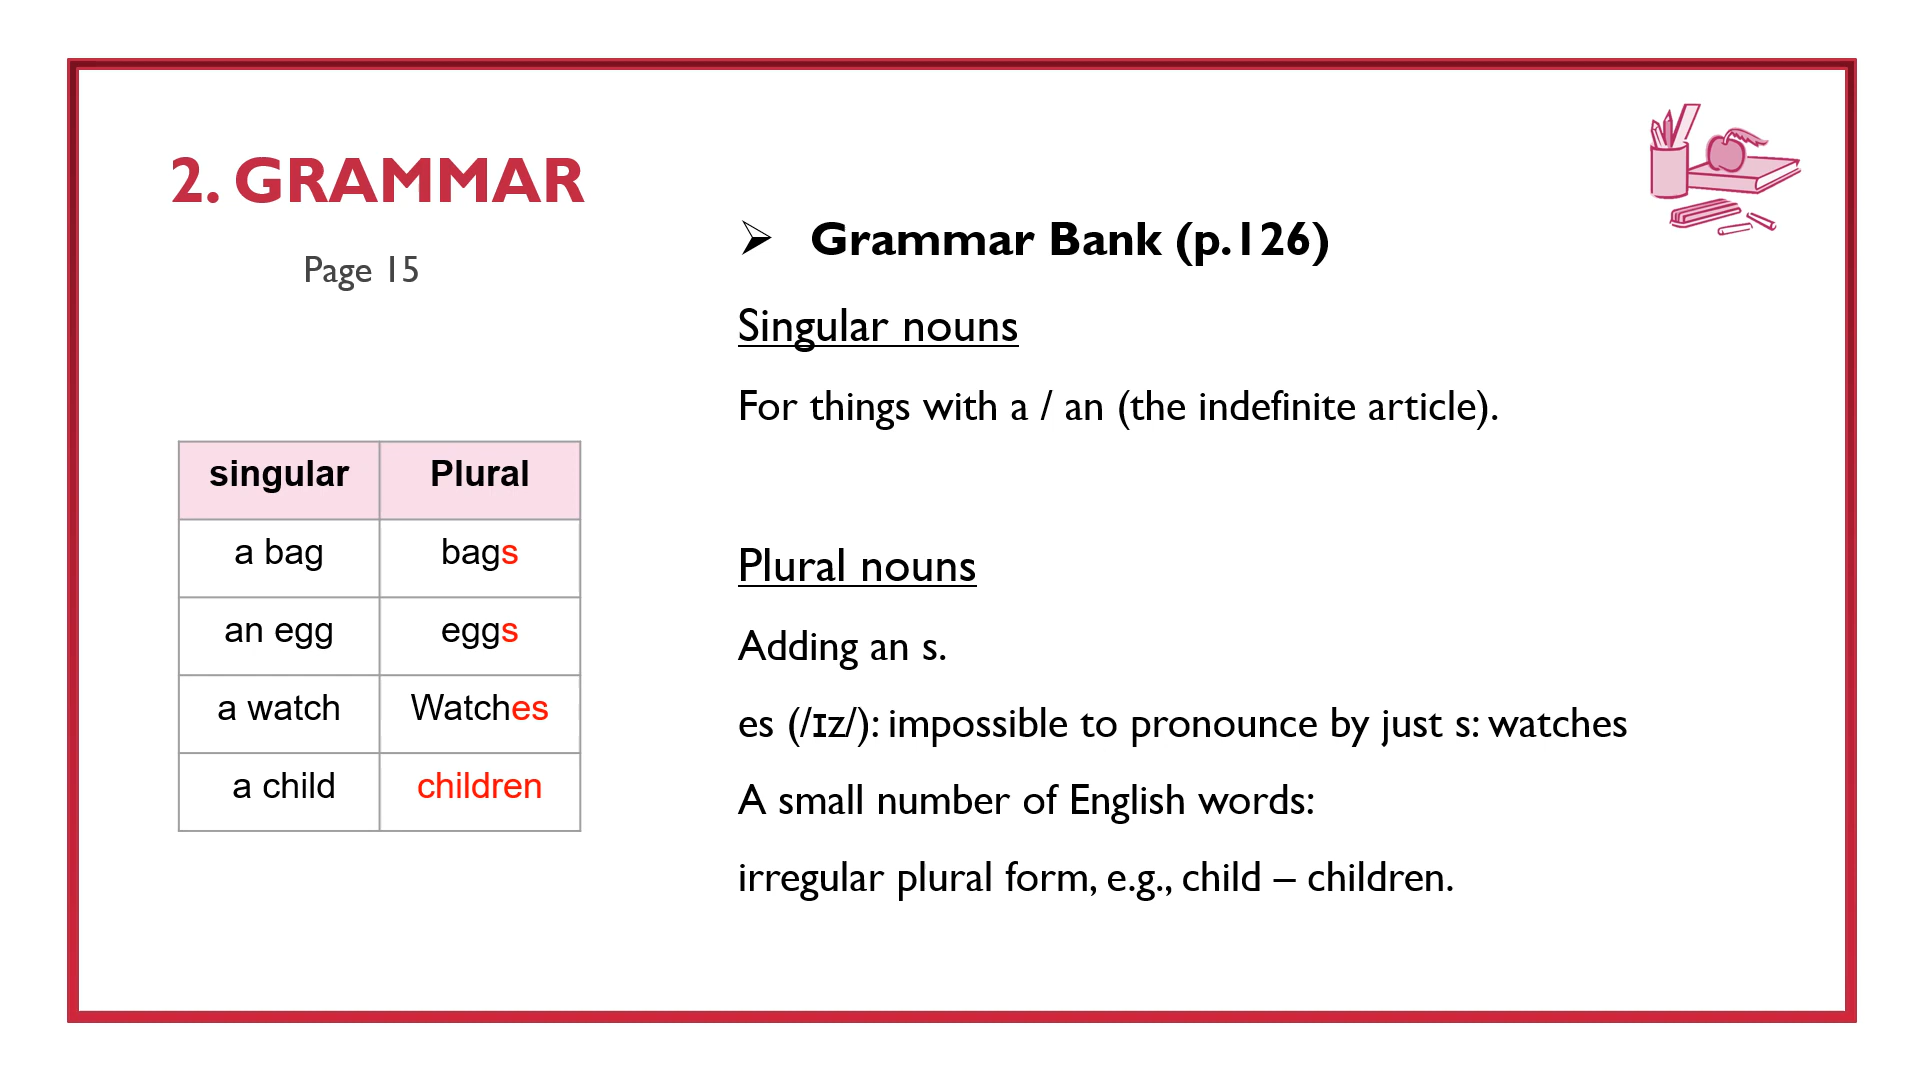 2. GRAMMAR
Page 15
singular Plural
a bag bags
an egg eggs
a watch Watches
a child children
➢ Grammar Bank (p.126)
Singular nouns
For things with a / an (the indefinite article).
Plural nouns
Adding an s.
es (/ɪz/): impossible to pronounce by just s: watches
A small number of English words:
irregular plural form, e.g., child – children.